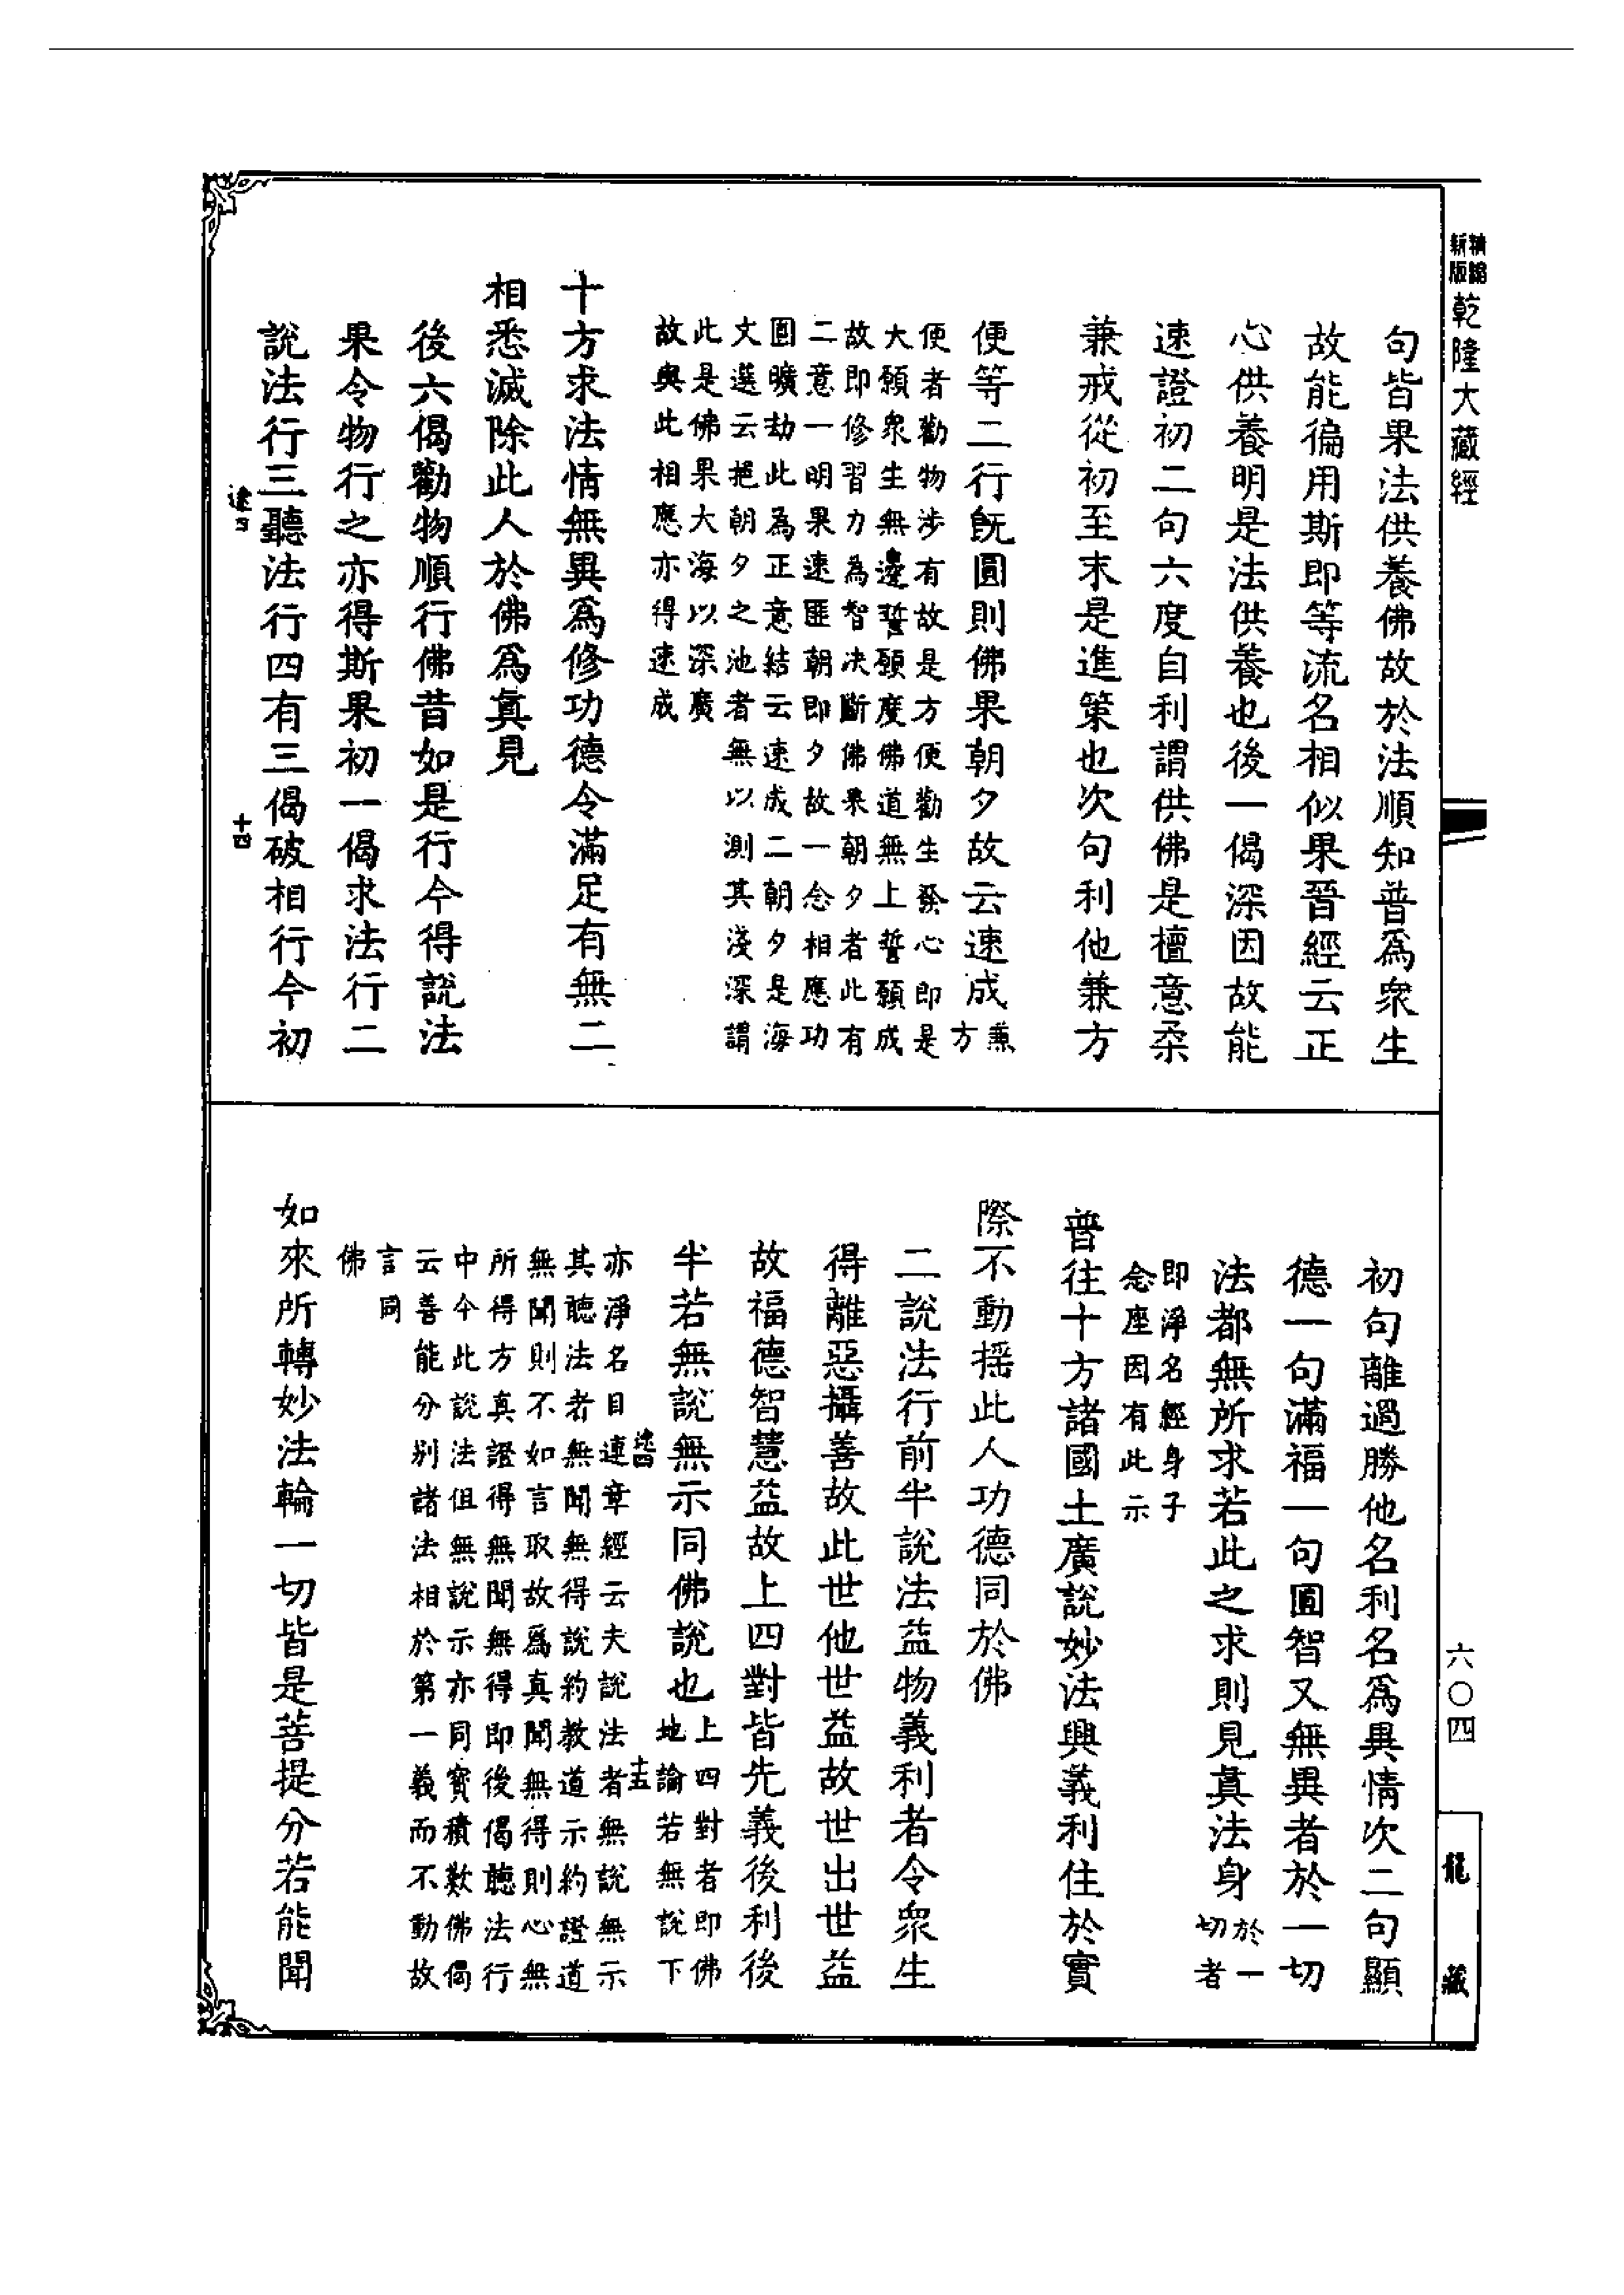 新精
版錦
乾隆大藏經
句皆果法供養佛故於法順知普爲衆生
故能徧用斯即等流名相似果晉經云正
心供養明是法供養也後一偈深因故能
速證初二句六度自利謂供佛是檀意柔
兼戒從初至末是進策也次句利他兼方
便等二行旣圓則佛果朝夕故云速成兼
方
便者勸物涉有故是方便勸生發心即是
大願衆生無邊誓願度佛道無上誓願成
故即修習力為智決斷佛果朝夕者此有
二意一明果速匪朝即夕故一念相應功
圓曠劫此為正意結云速成二朝夕是海
文選云挹朝夕之池者無以測其淺深謂
此是佛果大海以深廣
故與此相應亦得速成
十方求法情無異爲修功德令滿足有無二
相悉滅除此人於佛爲眞見
後六偈勸物順行佛昔如是行今得說法
果令物行之亦得斯果初一偈求法行二
說法行三聽法行四有三偈破相行今初
十四
初句離過勝他名利名爲異情次二句顯
德一句滿福一句圓智又無異者於一切
法都無所求若此之求則見眞法身於一
切者
即淨名經身子
念座因有此示
普往十方諸國土廣說妙法興義利住於實
際不動搖此人功德同於佛
二說法行前半說法益物義利者令衆生
得離惡攝善故此世他世益故世出世益
故福德智慧益故上四對皆先義後利後
半若無說無示同佛說也上四對者即佛
地論若無說下
十五
亦淨名目連章經云夫說法者無說無示
其聽法者無聞無得說約教道示約證道
無聞則不如言取故爲真聞無得則心無
所得方真證得無聞無得即後偈聽法行
中今此說法但無說示亦同寶積歎佛偈
云善能分別諸法相於第一義而不動故
言同
佛
如來所轉妙法輪一切皆是菩提分若能聞
六〇四
龍藏